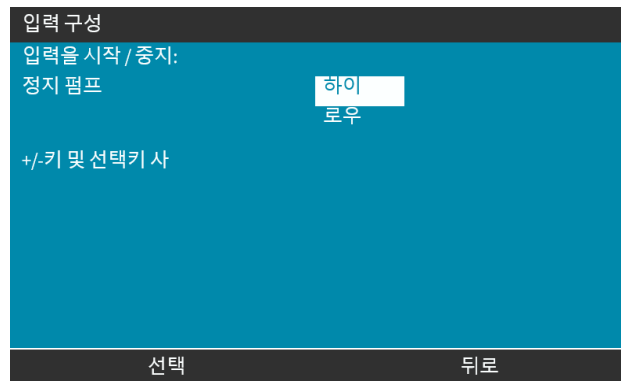 입력 구성
입력을 시작 / 중지:
정지 펌프 하이
로우
+/-키 및 선택키 사
선택 뒤로